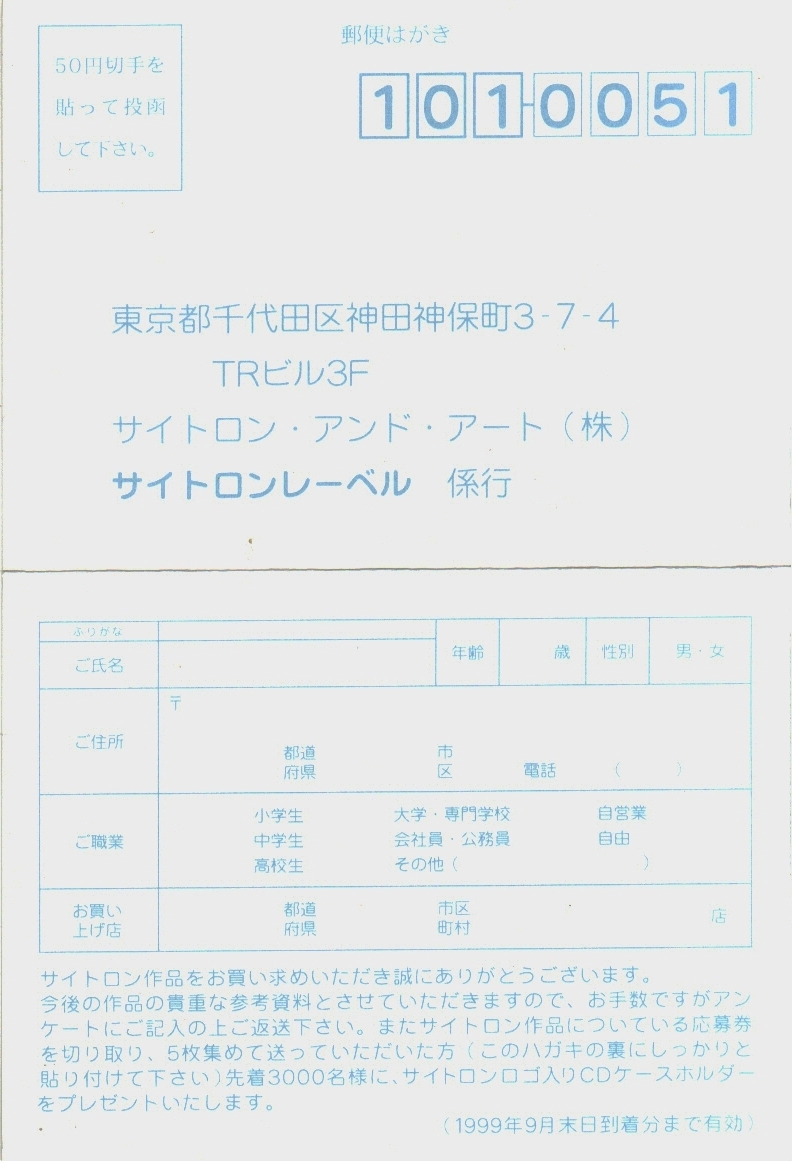 郵便はがき
50円切手を
貼って投函
して下さい。
101-0051
東京都千代田区神田神保町3-7-4
TRビル3F
サイトロン・アンド・アート（株）
サイトロンレーベル　係行
ふりがな
ご氏名 年齢 歳 性別 男・女
ご住所 〒
都道 市
府県 区 電話 （　　）
ご職業
小学生 大学・専門学校 自営業
中学生 会社員・公務員 自由
高校生 その他（　　　）
お買い 都道 市区
上げ店 府県 町村 店
サイトロン作品をお買い求めいただき誠にありがとうございます。
今後の作品の貴重な参考資料とさせていただきますので、お手数ですがアン
ケートにご記入の上ご返送下さい。またサイトロン作品についている応募券
を切り取り、5枚集めて送っていただいた方（このハガキの裏にしっかりと
貼り付けて下さい）先着3000名様に、サイトロンロゴ入りCDケースホルダー
をプレゼントいたします。
（1999年9月末日到着分まで有効）